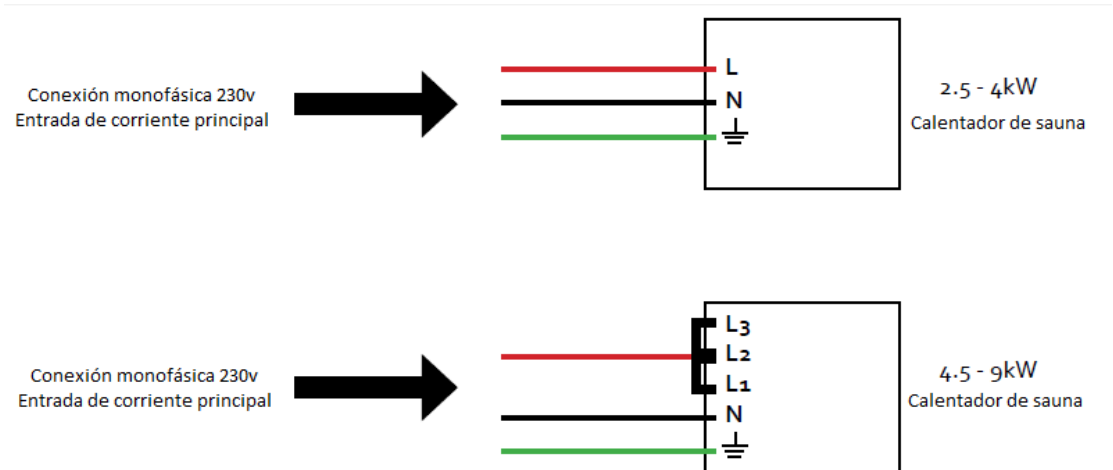 Conexión monofásica 230v
Entrada de corriente principal
L
N
2.5 - 4kW
Calentador de sauna
Conexión monofásica 230v
Entrada de corriente principal
L3
L2
L1
N
4.5 - 9kW
Calentador de sauna